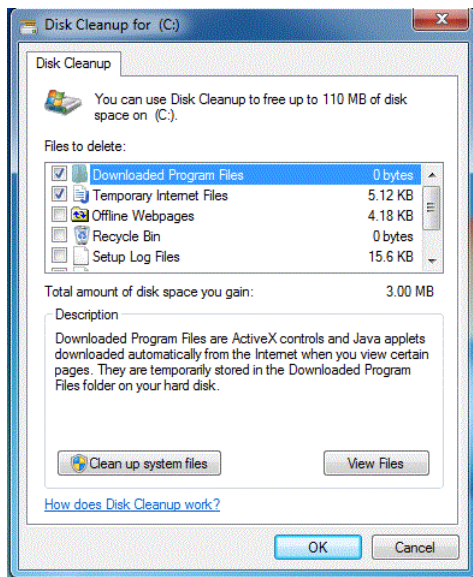 Disk Cleanup for (C:)
Disk Cleanup
You can use Disk Cleanup to free up to 110 MB of disk
space on (C:).
Files to delete:
Downloaded Program Files 0 bytes
Temporary Internet Files 5.12 KB
Offline Webpages 4.18 KB
Recycle Bin 0 bytes
Setup Log Files 15.6 KB
Total amount of disk space you gain: 3.00 MB
Description
Downloaded Program Files are ActiveX controls and Java applets
downloaded automatically from the Internet when you view certain
pages. They are temporarily stored in the Downloaded Program
Files folder on your hard disk.
Clean up system files View Files
How does Disk Cleanup work?
OK Cancel